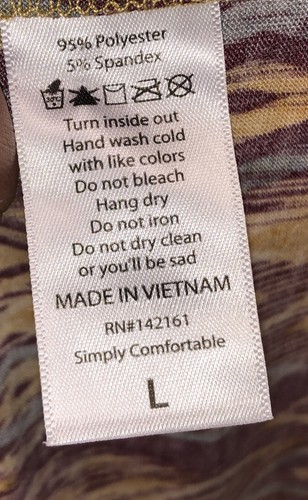 95% Polyester
5% Spandex
Turn inside out
Hand wash cold
with like colors
Do not bleach
Hang dry
Do not iron
Do not dry clean
or you'll be sad
MADE IN VIETNAM
RN#142161
Simply Comfortable
L